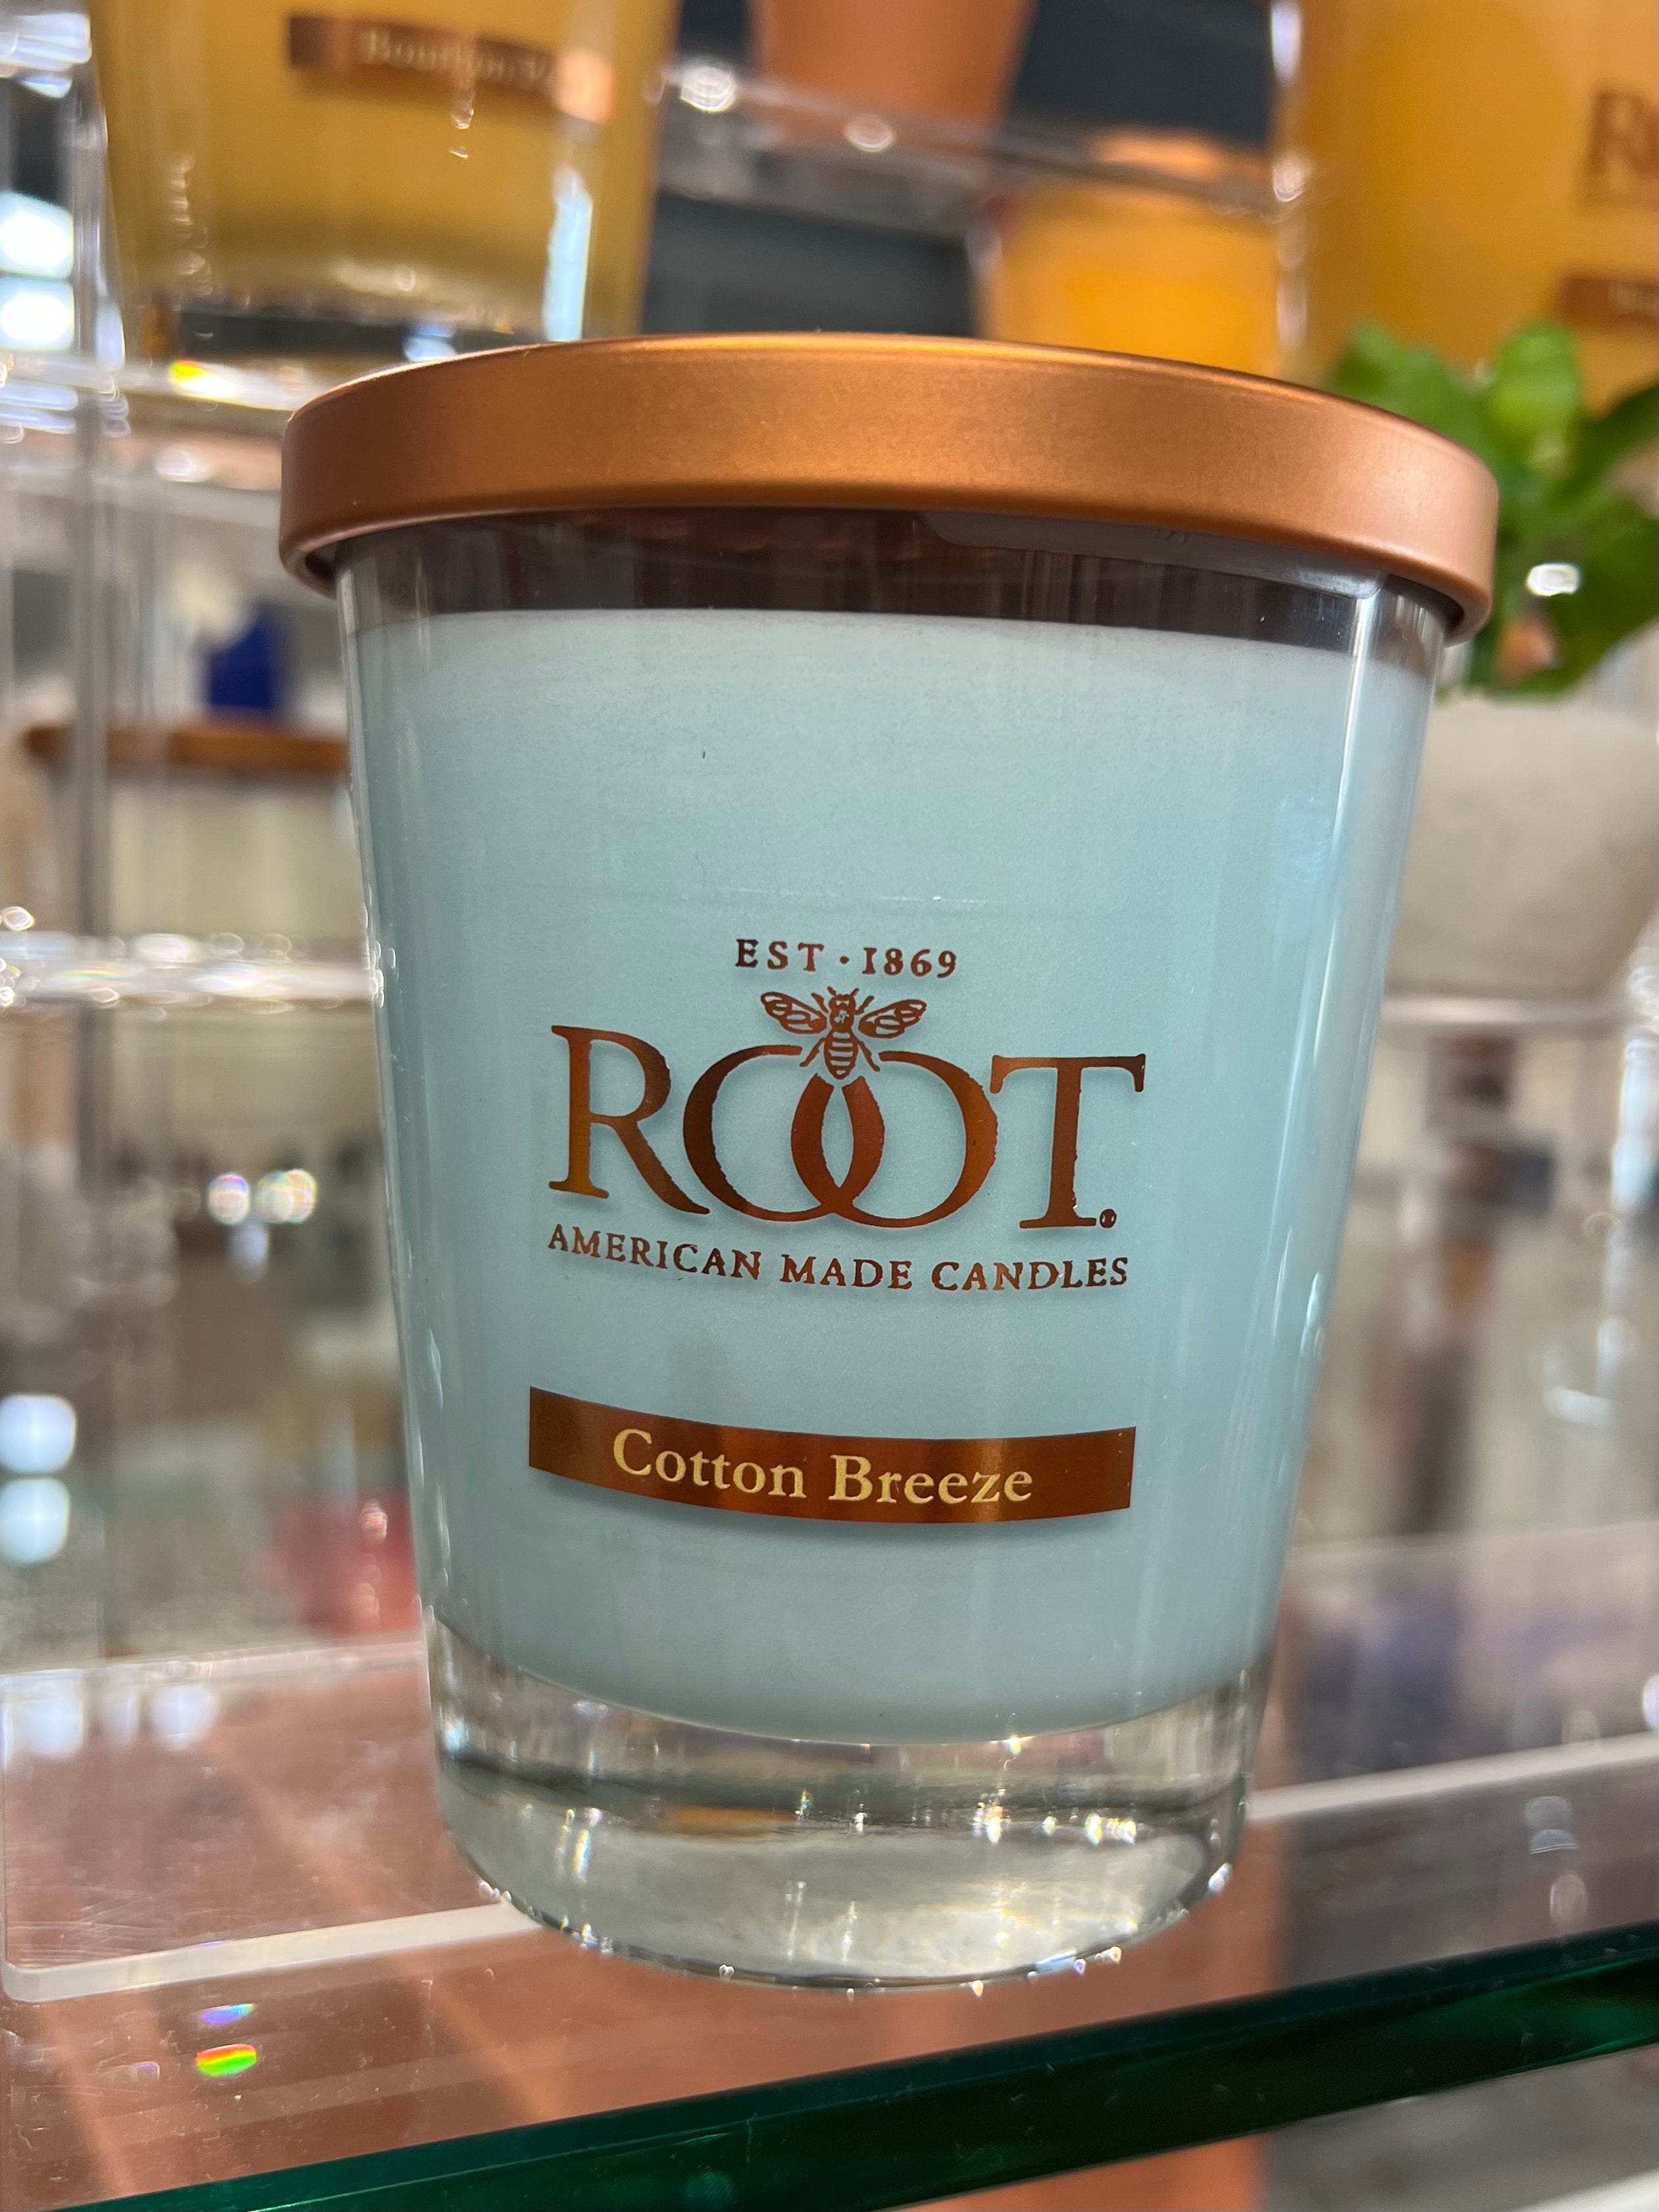 EST · 1869
ROOT.
AMERICAN MADE CANDLES
Cotton Breeze